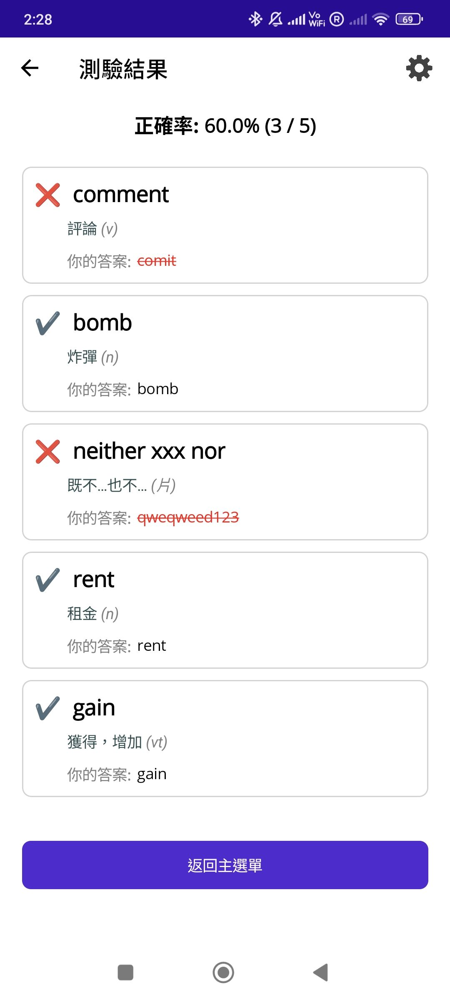 2:28
Vo
WiFi
R
69
測驗結果
正確率: 60.0% (3 / 5)
comment
評論 (v)
你的答案: comit
bomb
炸彈 (n)
你的答案: bomb
neither xxx nor
既不...也不... (片)
你的答案: qweqweed123
rent
租金 (n)
你的答案: rent
gain
獲得，增加 (vt)
你的答案: gain
返回主選單